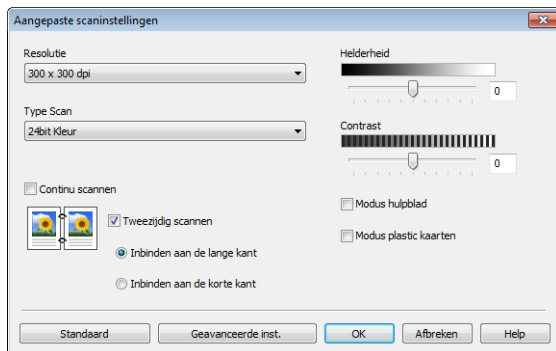 Aangepaste scaninstellingen
Resolutie
300 x 300 dpi
Type Scan
24bit Kleur
Continu scannen
Tweezijdig scannen
Inbinden aan de lange kant
Inbinden aan de korte kant
Helderheid
0
Contrast
0
Modus hulpblad
Modus plastic kaarten
Standaard
Geavanceerde inst.
OK
Afbreken
Help